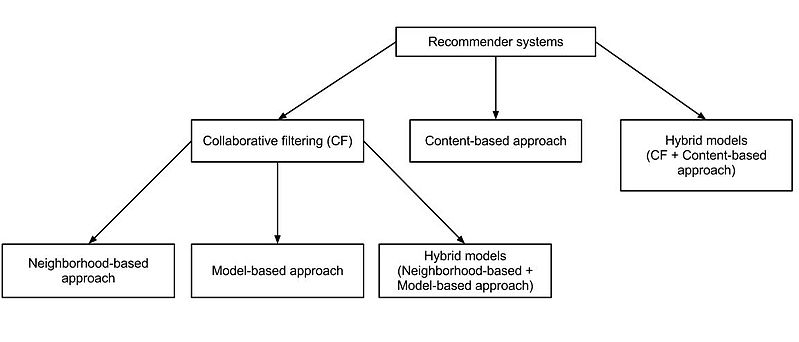 Recommender systems
Collaborative filtering (CF)
Content-based approach
Hybrid models
(CF + Content-based
approach)
Neighborhood-based
approach
Model-based approach
Hybrid models
(Neighborhood-based +
Model-based approach)